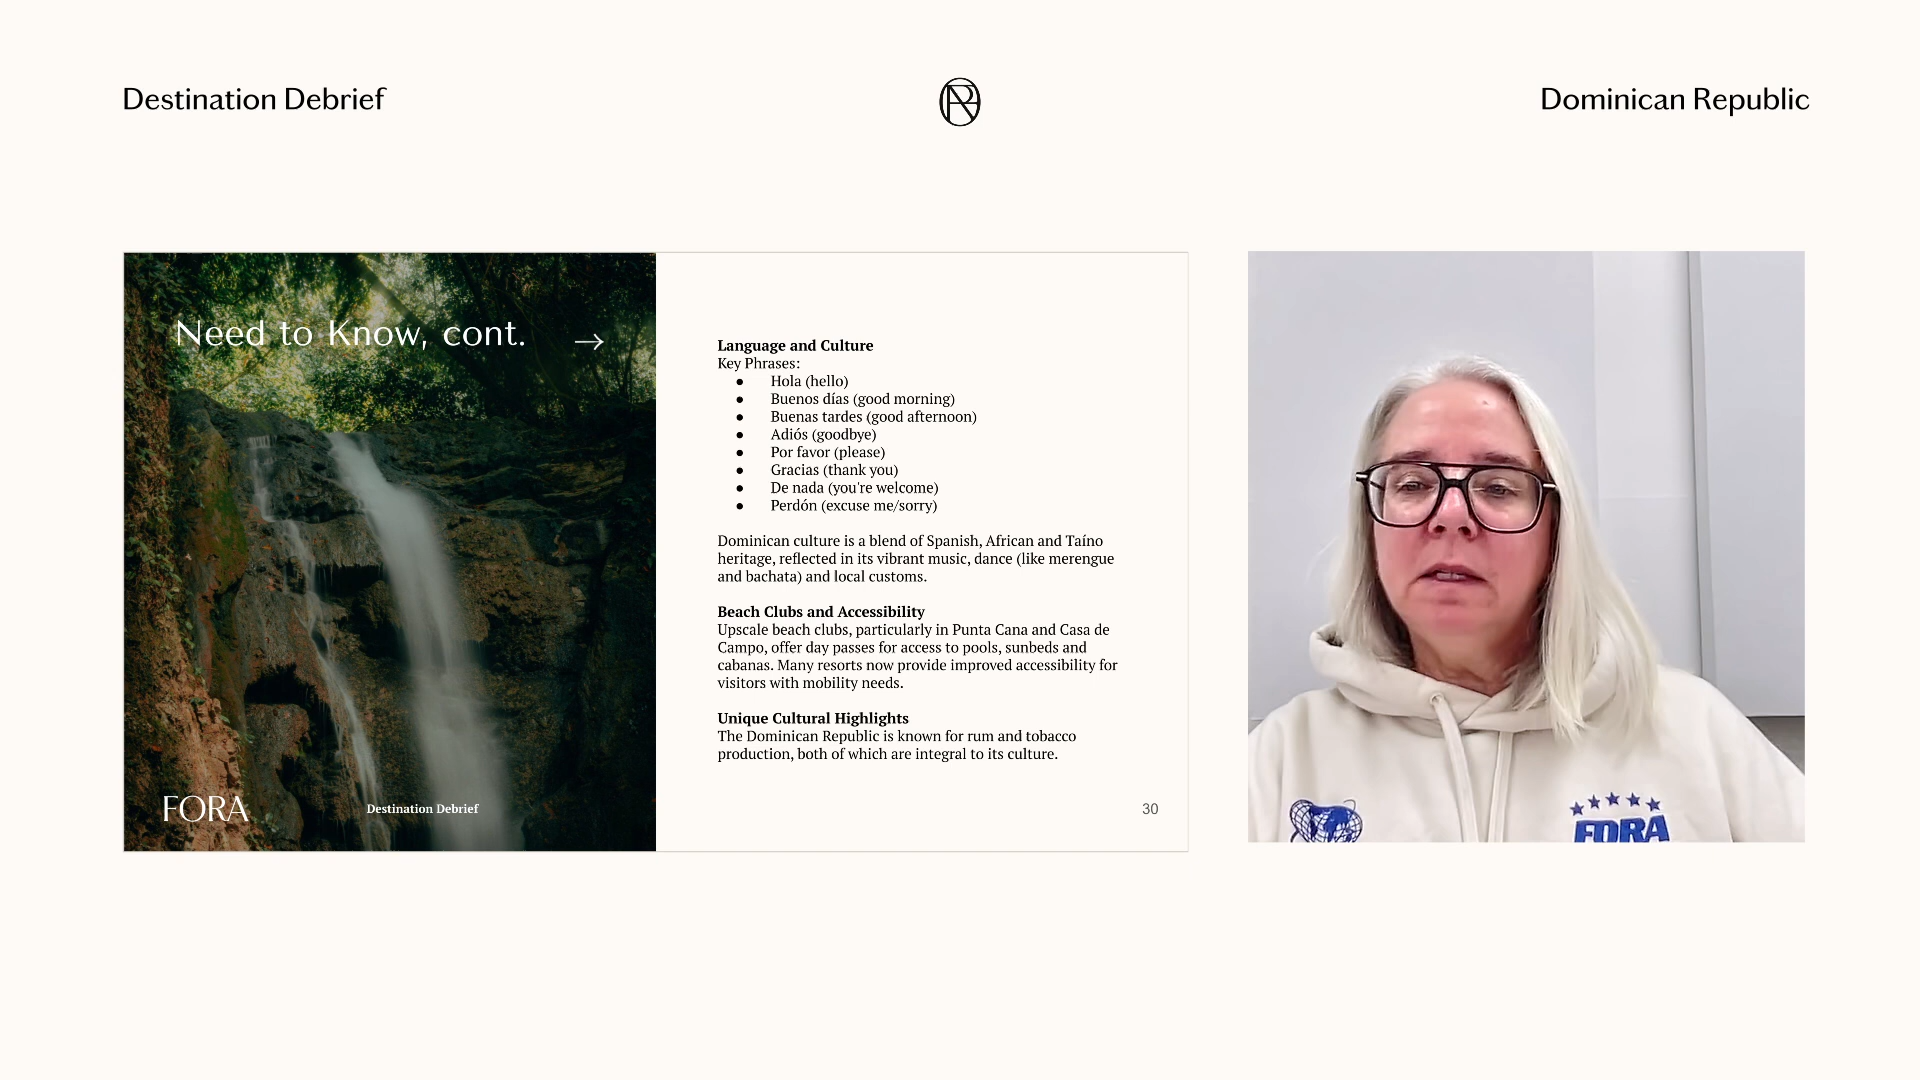 Destination Debrief
Dominican Republic
Need to Know, cont. →
Language and Culture
Key Phrases:
● Hola (hello)
● Buenos días (good morning)
● Buenas tardes (good afternoon)
● Adiós (goodbye)
● Por favor (please)
● Gracias (thank you)
● De nada (you're welcome)
● Perdón (excuse me/sorry)
Dominican culture is a blend of Spanish, African and Taíno
heritage, reflected in its vibrant music, dance (like merengue
and bachata) and local customs.
Beach Clubs and Accessibility
Upscale beach clubs, particularly in Punta Cana and Casa de
Campo, offer day passes for access to pools, sunbeds and
cabanas. Many resorts now provide improved accessibility for
visitors with mobility needs.
Unique Cultural Highlights
The Dominican Republic is known for rum and tobacco
production, both of which are integral to its culture.
FORA
Destination Debrief
30
FORA